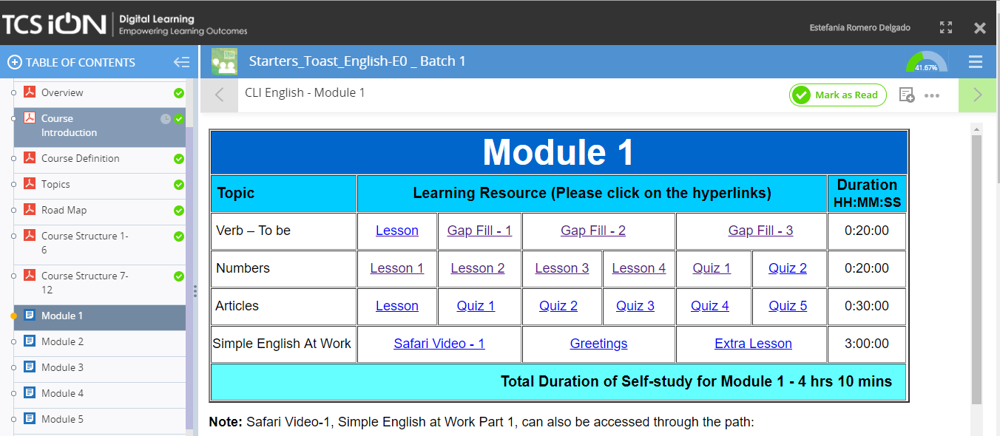 TCS iON
Digital Learning
Empowering Learning Outcomes
Estefania Romero Delgado
TABLE OF CONTENTS
Starters_Toast_English-E0 _ Batch 1
41.67%
Overview
Course
Introduction
Course Definition
Topics
Road Map
Course Structure 1-
6
Course Structure 7-
12
Module 1
Module 2
Module 3
Module 4
Module 5
CLI English - Module 1
Mark as Read
Module 1
Topic Learning Resource (Please click on the hyperlinks) Duration
HH:MM:SS
Verb – To be Lesson Gap Fill - 1 Gap Fill - 2 Gap Fill - 3 0:20:00
Numbers Lesson 1 Lesson 2 Lesson 3 Lesson 4 Quiz 1 Quiz 2 0:20:00
Articles Lesson Quiz 1 Quiz 2 Quiz 3 Quiz 4 Quiz 5 0:30:00
Simple English At Work Safari Video - 1 Greetings Extra Lesson 3:00:00
Total Duration of Self-study for Module 1 - 4 hrs 10 mins
Note: Safari Video-1, Simple English at Work Part 1, can also be accessed through the path: